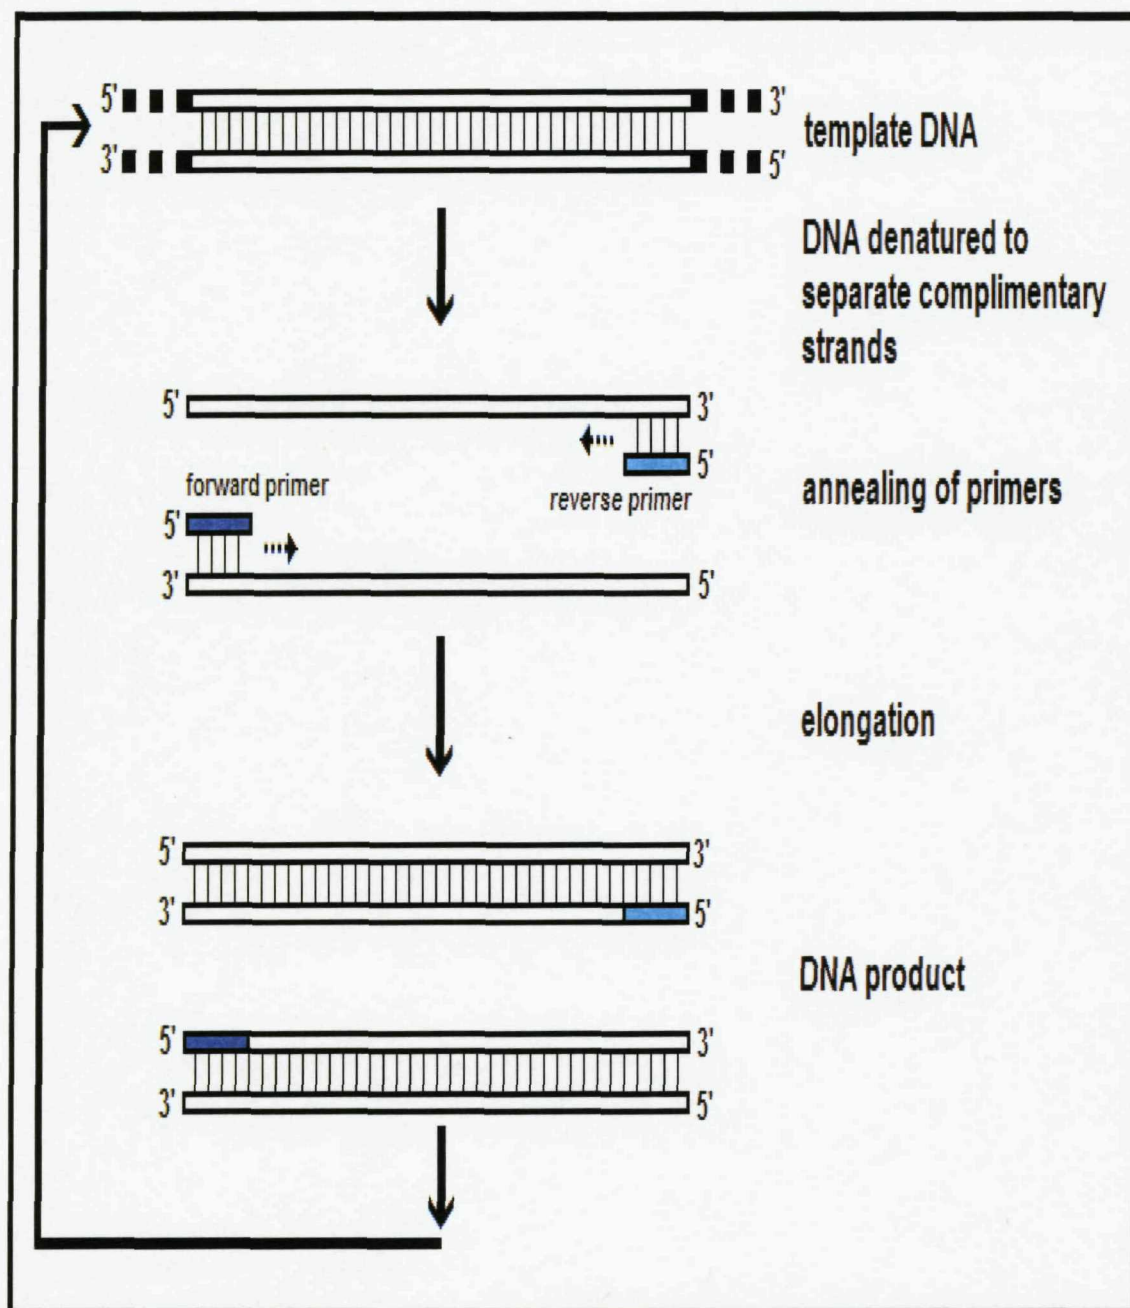 5' 3'
3' 5'
template DNA
DNA denatured to
separate complimentary
strands
5' 3'
5'
forward primer
reverse primer
annealing of primers
5'
3' 5'
elongation
5' 3'
3' 5'
DNA product
5' 3'
3' 5'